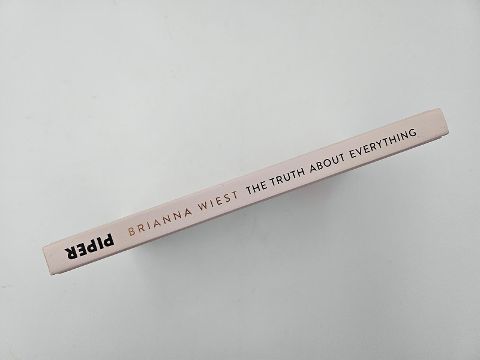 PIPER
BRIANNA WIEST THE TRUTH ABOUT EVERYTHING